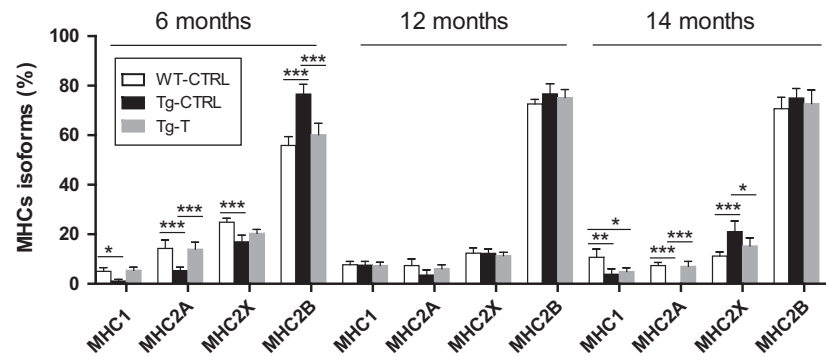 6 months 12 months 14 months
MHCs isoforms (%)
100
80
60
40
20
0
WT-CTRL
Tg-CTRL
Tg-T
* *** *** *** *** ***
** * *** *** *** *
MHC1 MHC2A MHC2X MHC2B MHC1 MHC2A MHC2X MHC2B MHC1 MHC2A MHC2X MHC2B